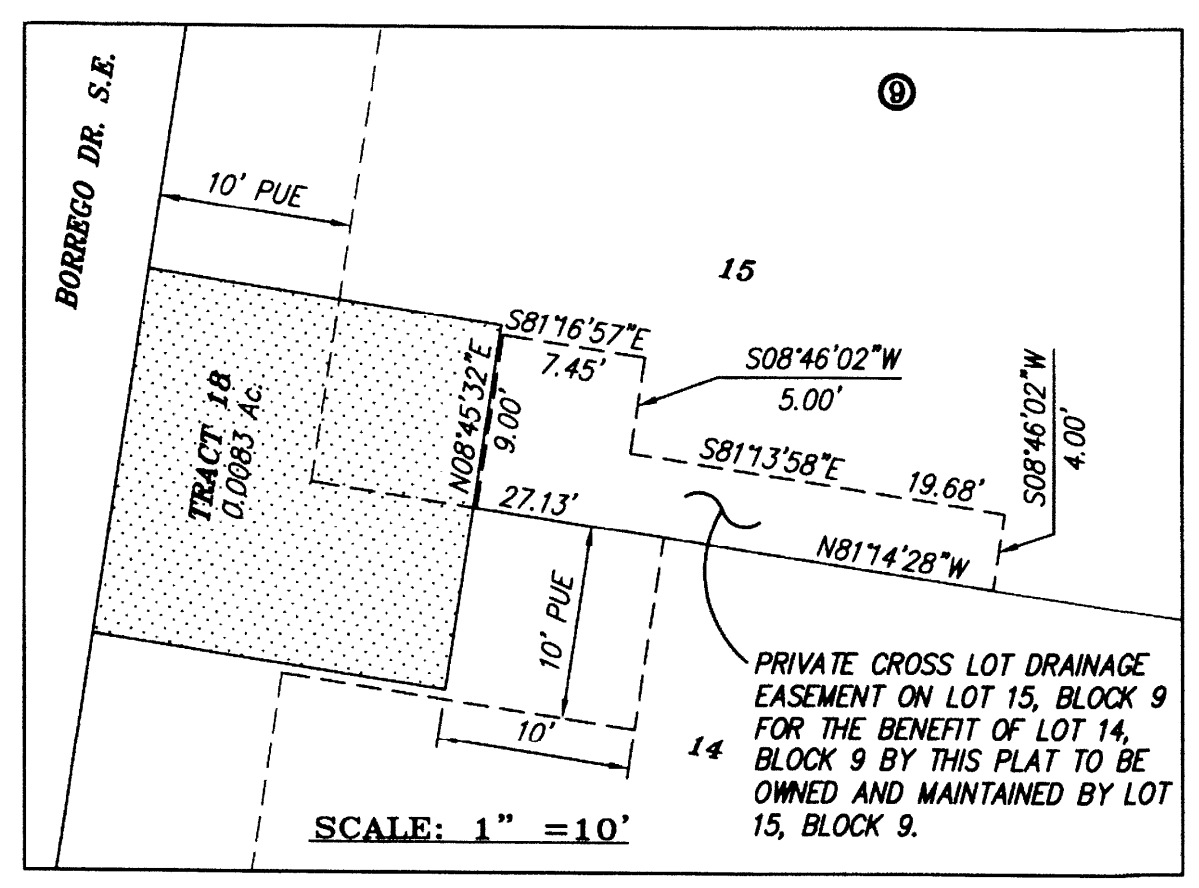 9
BORREGO DR. S.E.
10' PUE
15
S81°16'57"E
7.45'
S08°46'02"W
5.00'
S08°46'02"W
4.00'
TRACT 18
0.0083 Ac.
N08°45'32"E
9.00'
S81°13'58"E
19.68'
27.13'
N81°14'28"W
10' PUE
10'
14
PRIVATE CROSS LOT DRAINAGE
EASEMENT ON LOT 15, BLOCK 9
FOR THE BENEFIT OF LOT 14,
BLOCK 9 BY THIS PLAT TO BE
OWNED AND MAINTAINED BY LOT
15, BLOCK 9.
SCALE: 1" =10'